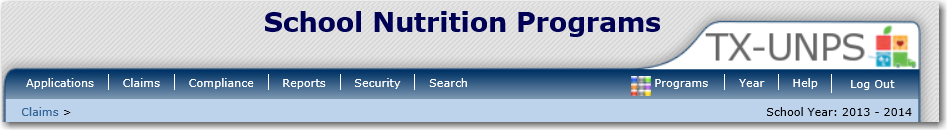 School Nutrition Programs
TX-UNPS
Applications Claims Compliance Reports Security Search Programs Year Help Log Out
Claims > School Year: 2013 - 2014